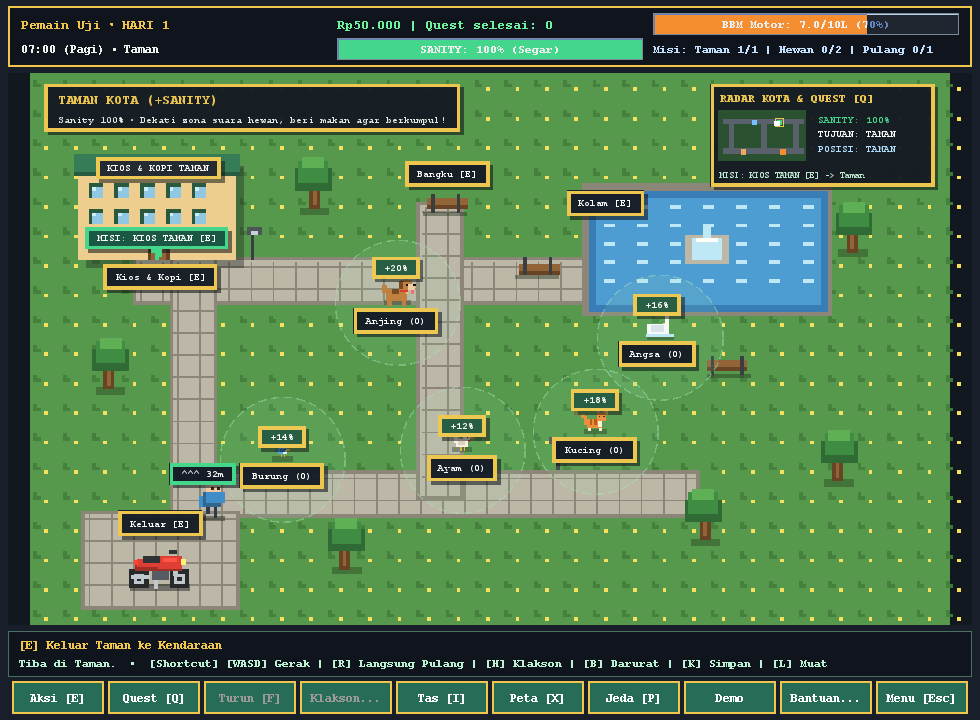 Pemain Uji • HARI 1
Rp50.000 | Quest selesai: 0
BBM Motor: 7.0/10L (70%)
07:00 (Pagi) • Taman
SANITY: 100% (Segar)
Misi: Taman 1/1 | Hewan 0/2 | Pulang 0/1
TAMAN KOTA (+SANITY)
Sanity 100% • Dekati zona suara hewan, beri makan agar berkumpul!
RADAR KOTA & QUEST [Q]
SANITY: 100%
TUJUAN: TAMAN
POSISI: TAMAN
MISI: KIOS TAMAN [E] -> Taman
KIOS & KOPI TAMAN
Bangku [E]
Kolam [E]
MISI: KIOS TAMAN [E]
Kios & Kopi [E]
+20%
Anjing (0)
+16%
Angsa (0)
+18%
Kucing (0)
+14%
Burung (0)
+12%
Ayam (0)
^^^ 32m
Keluar [E]
[E] Keluar Taman ke Kendaraan
Tiba di Taman. • [Shortcut] [WASD] Gerak | [R] Langsung Pulang | [H] Klakson | [B] Darurat | [K] Simpan | [L] Muat
Aksi [E]
Quest [Q]
Turun [F]
Klakson...
Tas [I]
Peta [X]
Jeda [P]
Demo
Bantuan...
Menu [Esc]